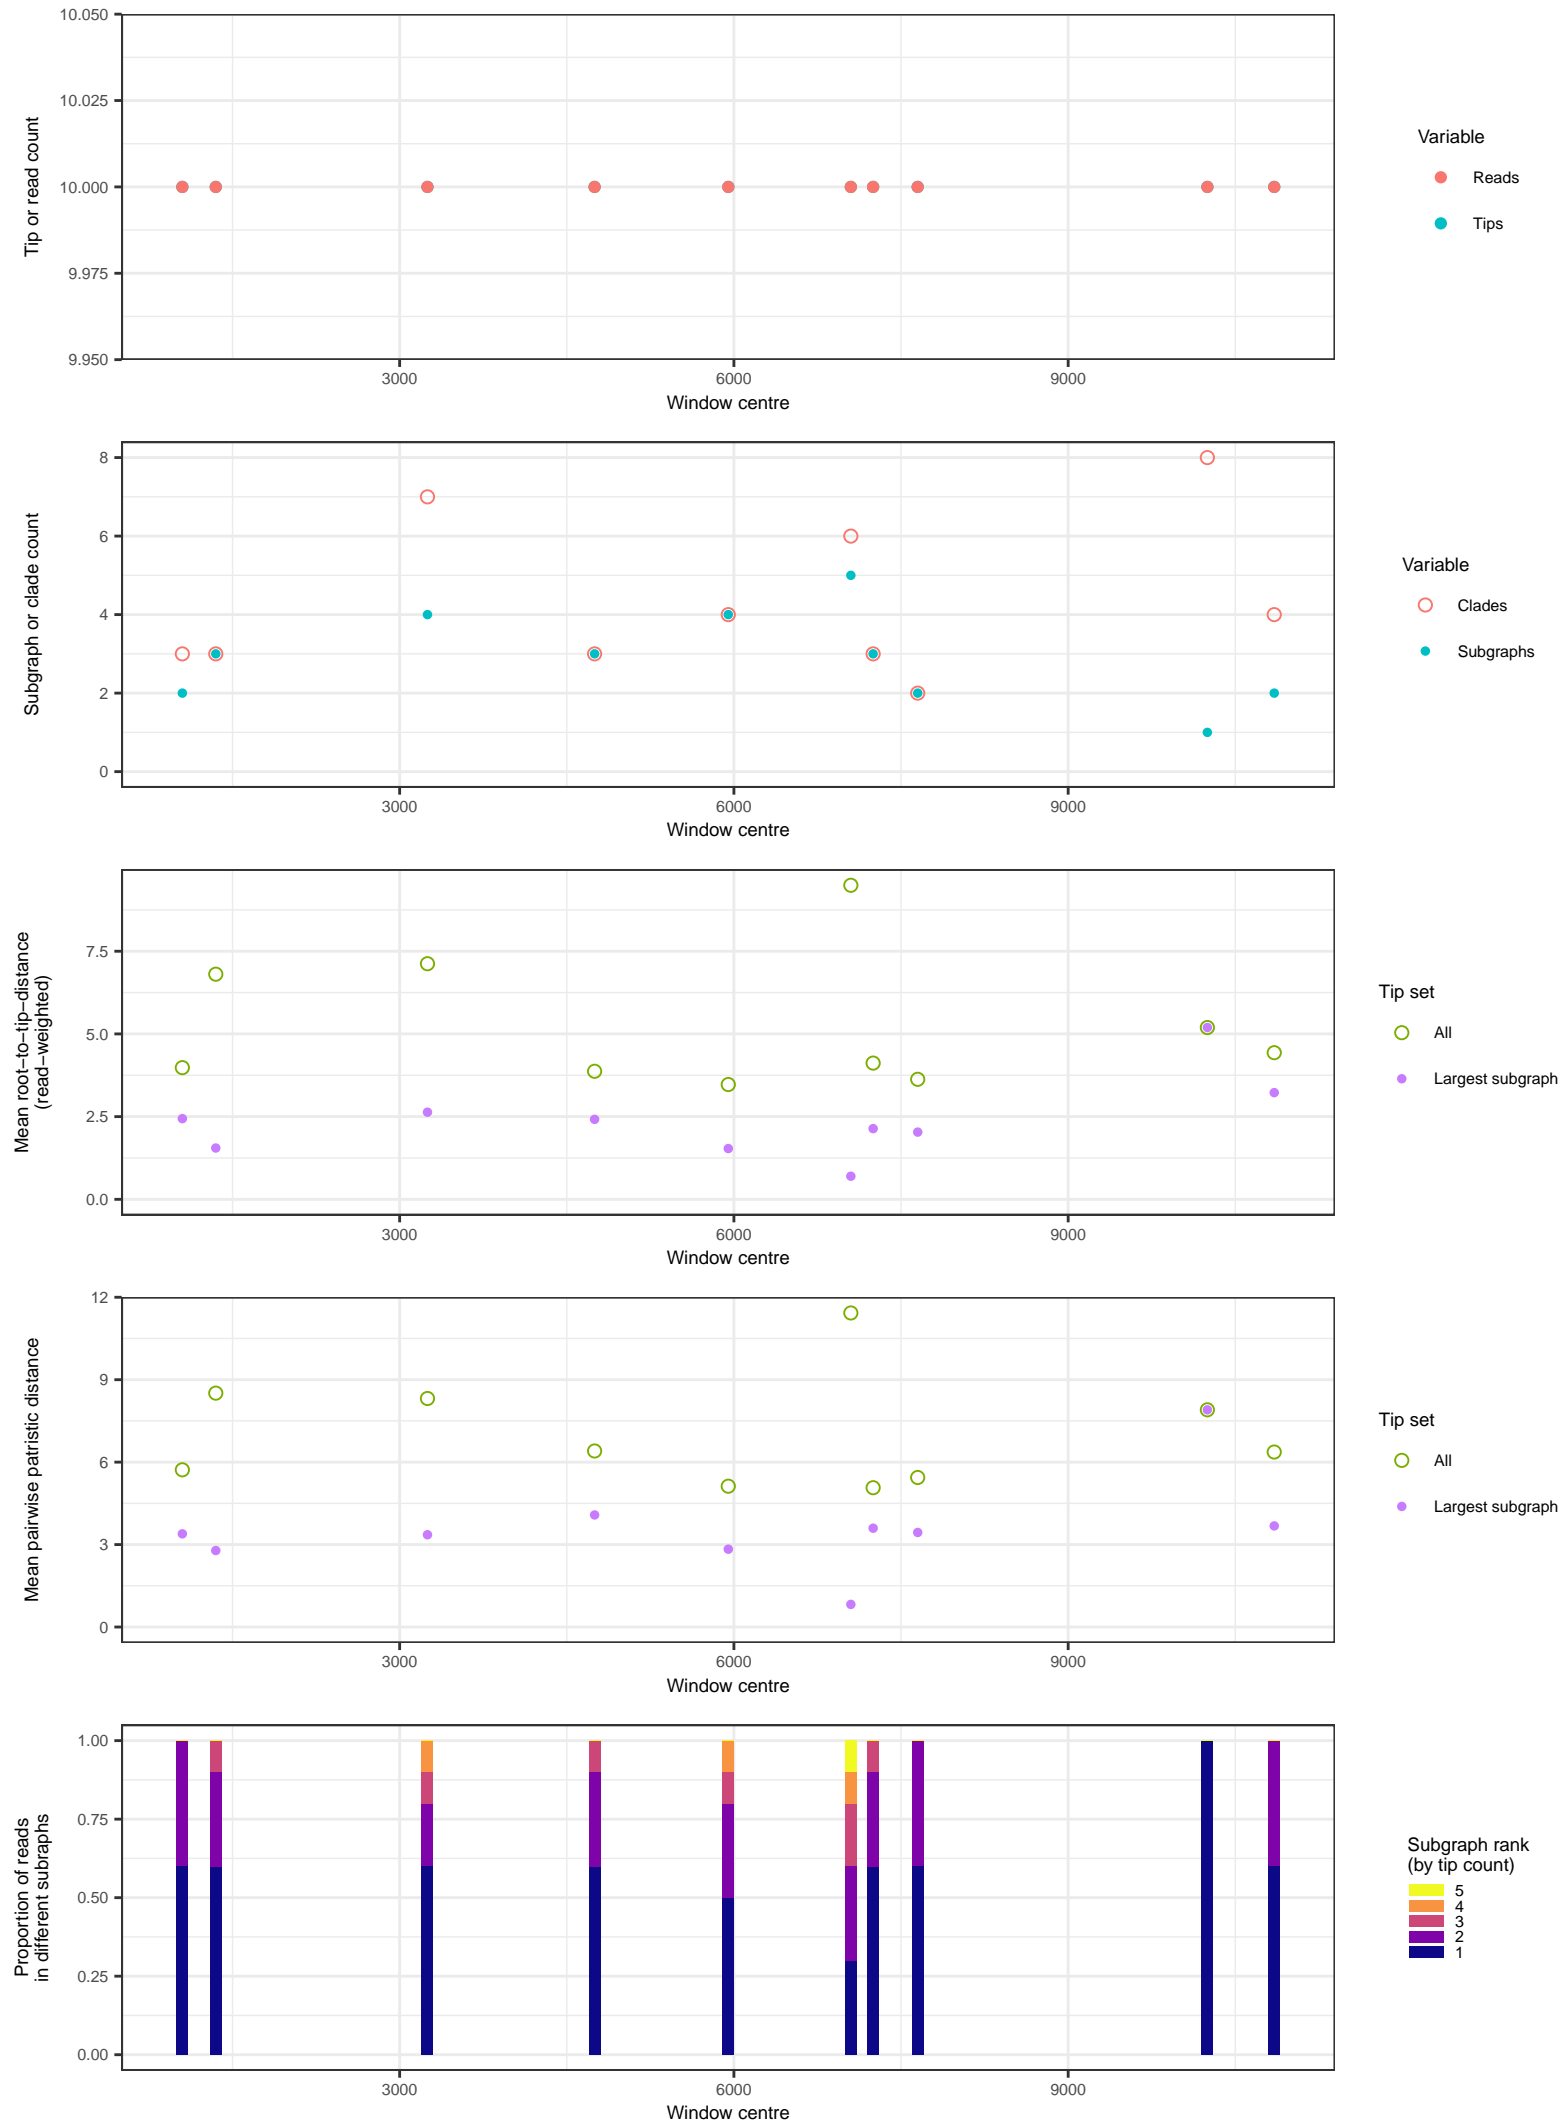 10.050
10.025
10.000
9.975
9.950
Tip or read count
3000
6000
9000
Window centre
Variable
Reads
Tips
8
6
4
2
0
Subgraph or clade count
3000
6000
9000
Window centre
Variable
Clades
Subgraphs
7.5
5.0
2.5
0.0
Mean root−to−tip−distance
(read−weighted)
3000
6000
9000
Window centre
Tip set
All
Largest subgraph
12
9
6
3
0
Mean pairwise patristic distance
3000
6000
9000
Window centre
Tip set
All
Largest subgraph
1.00
0.75
0.50
0.25
0.00
Proportion of reads
in different subraphs
3000
6000
9000
Window centre
Subgraph rank
(by tip count)
5
4
3
2
1